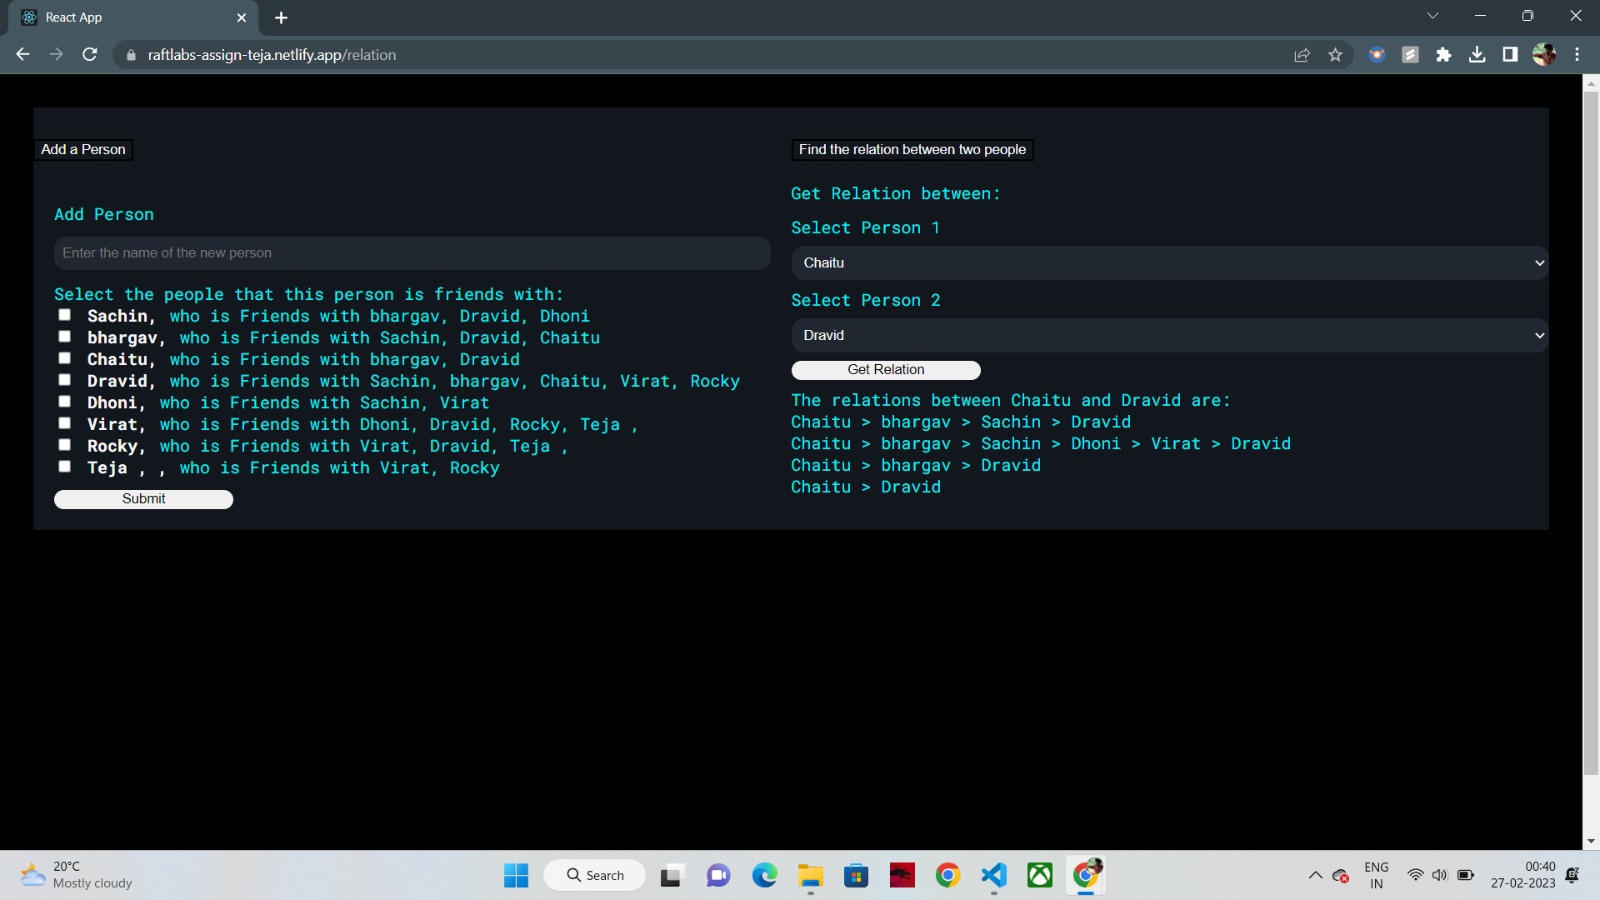 React App
raftlabs-assign-teja.netlify.app/relation
Add a Person
Add Person
Enter the name of the new person
Select the people that this person is friends with:
Sachin, who is Friends with bhargav, Dravid, Dhoni
bhargav, who is Friends with Sachin, Dravid, Chaitu
Chaitu, who is Friends with bhargav, Dravid
Dravid, who is Friends with Sachin, bhargav, Chaitu, Virat, Rocky
Dhoni, who is Friends with Sachin, Virat
Virat, who is Friends with Dhoni, Dravid, Rocky, Teja ,
Rocky, who is Friends with Virat, Dravid, Teja ,
Teja , , who is Friends with Virat, Rocky
Submit
Find the relation between two people
Get Relation between:
Select Person 1
Chaitu
Select Person 2
Dravid
Get Relation
The relations between Chaitu and Dravid are:
Chaitu > bhargav > Sachin > Dravid
Chaitu > bhargav > Sachin > Dhoni > Virat > Dravid
Chaitu > bhargav > Dravid
Chaitu > Dravid
20°C
Mostly cloudy
Search
ENG
IN
00:40
27-02-2023